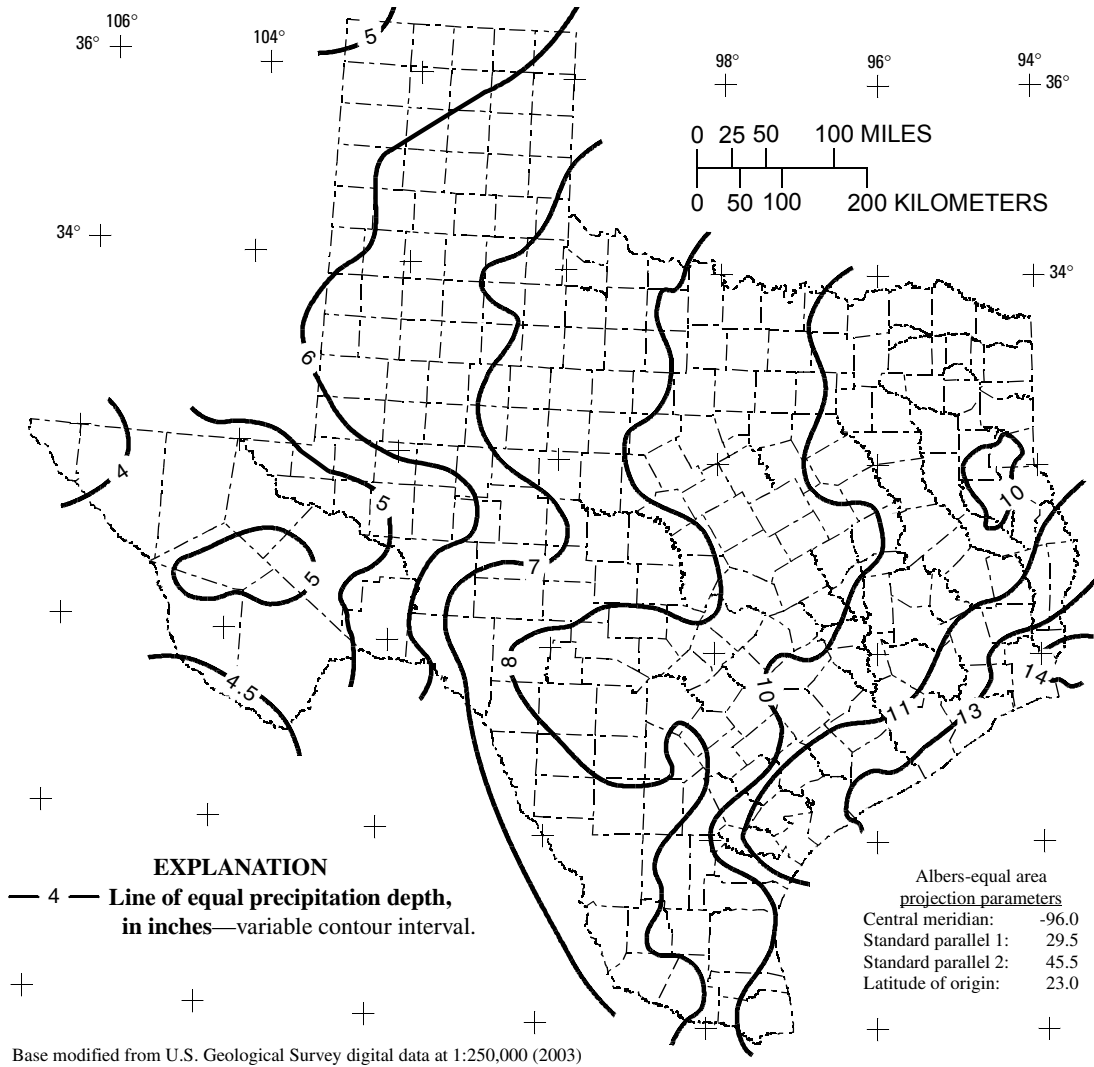 106°
36°
104°
5
98°
96°
94°
36°
0 25 50 100 MILES
0 50 100 200 KILOMETERS
34°
34°
6
4
5
10
5
7
8
4.5
10
14
11
13
EXPLANATION
4 Line of equal precipitation depth,
in inches—variable contour interval.
Albers-equal area
projection parameters
Central meridian: -96.0
Standard parallel 1: 29.5
Standard parallel 2: 45.5
Latitude of origin: 23.0
Base modified from U.S. Geological Survey digital data at 1:250,000 (2003)